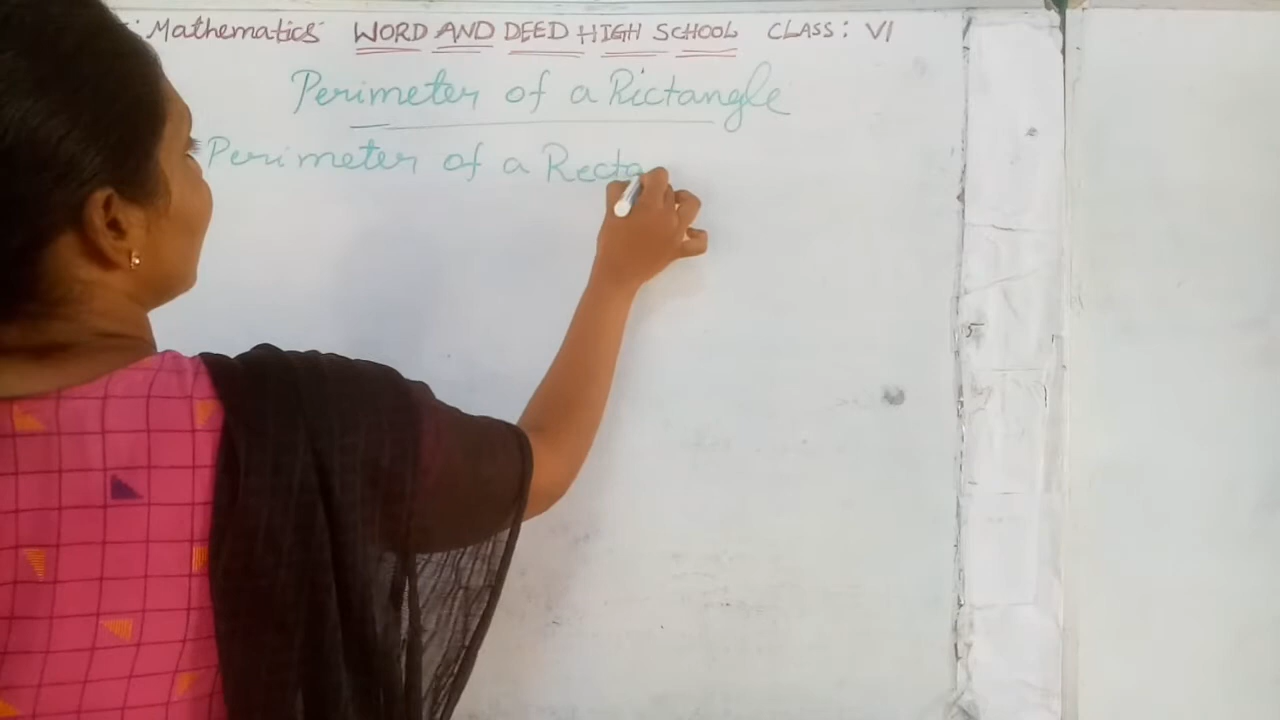 : Mathematics WORD AND DEED HIGH SCHOOL CLASS: VI
Perimeter of a Rictangle
Perimeter of a Recta